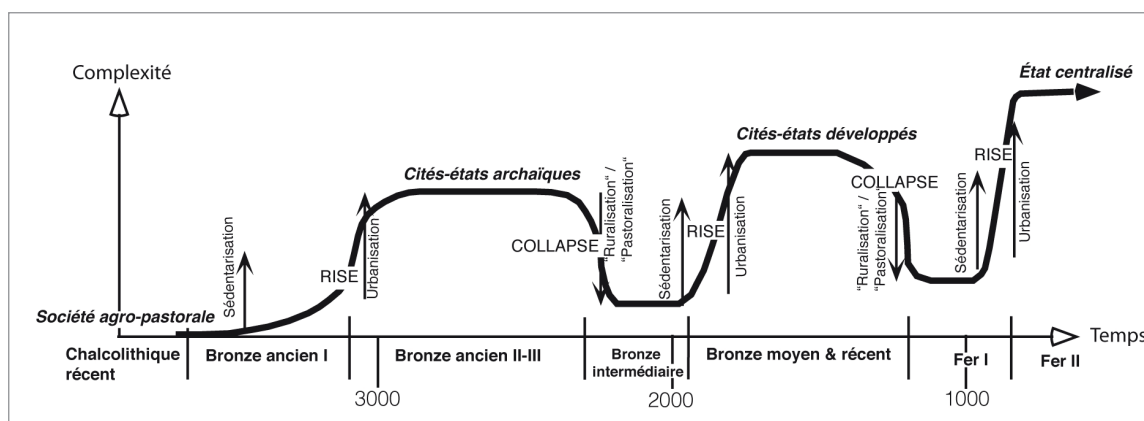 État centralisé
Complexité
Cités-états développés
Cités-états archaïques
Société agro-pastorale
Sédentarisation
RISE
Urbanisation
COLLAPSE
"Ruralisation" /
"Pastoralisation"
Sédentarisation
RISE
Urbanisation
COLLAPSE
"Ruralisation" /
"Pastoralisation"
Sédentarisation
RISE
Urbanisation
Temps
Chalcolithique
récent
Bronze ancien I
Bronze ancien II-III
Bronze
intermédiaire
Bronze moyen & récent
Fer I
Fer II
3000
2000
1000